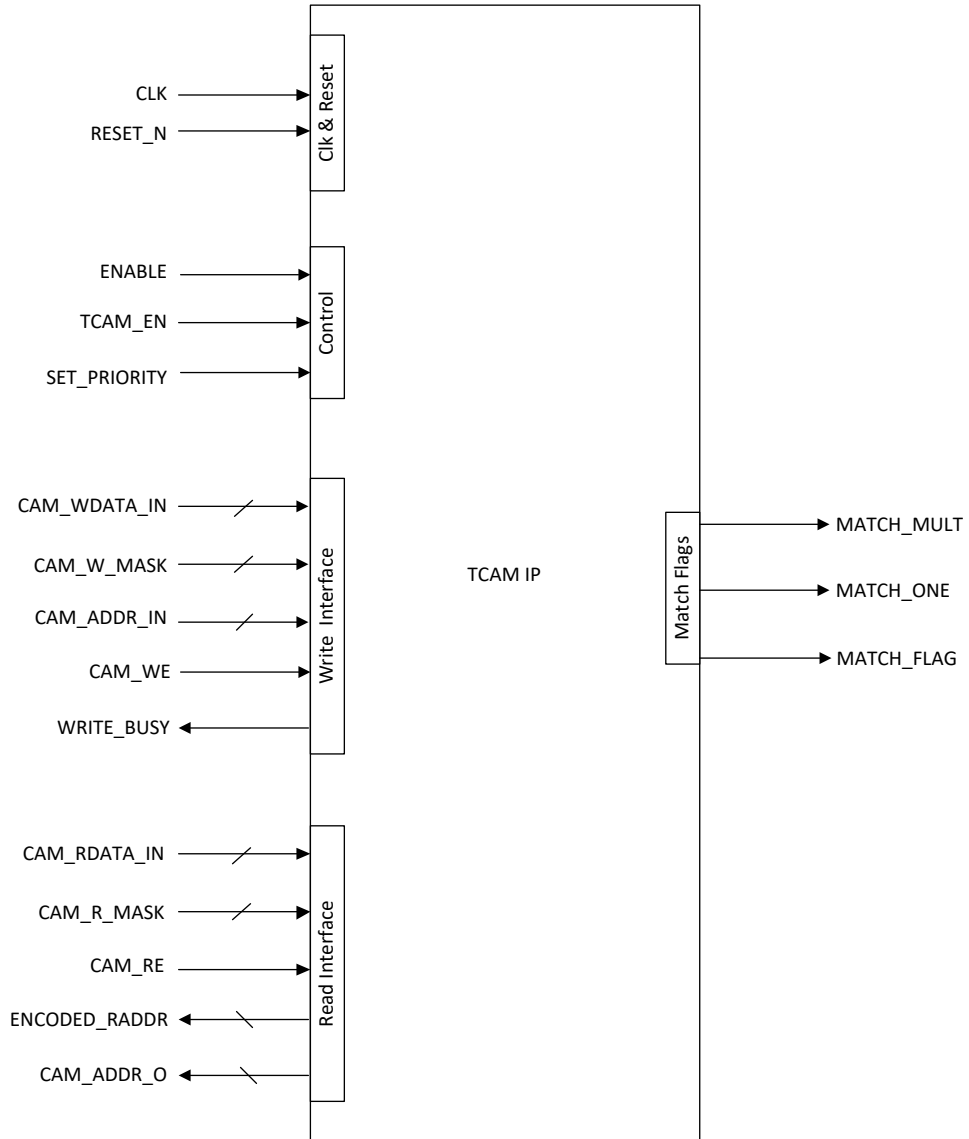 CLK
RESET_N
Clk & Reset
ENABLE
TCAM_EN
SET_PRIORITY
Control
CAM_WDATA_IN
CAM_W_MASK
CAM_ADDR_IN
CAM_WE
WRITE_BUSY
Write Interface
TCAM IP
Match Flags
MATCH_MULT
MATCH_ONE
MATCH_FLAG
CAM_RDATA_IN
CAM_R_MASK
CAM_RE
ENCODED_RADDR
CAM_ADDR_O
Read Interface